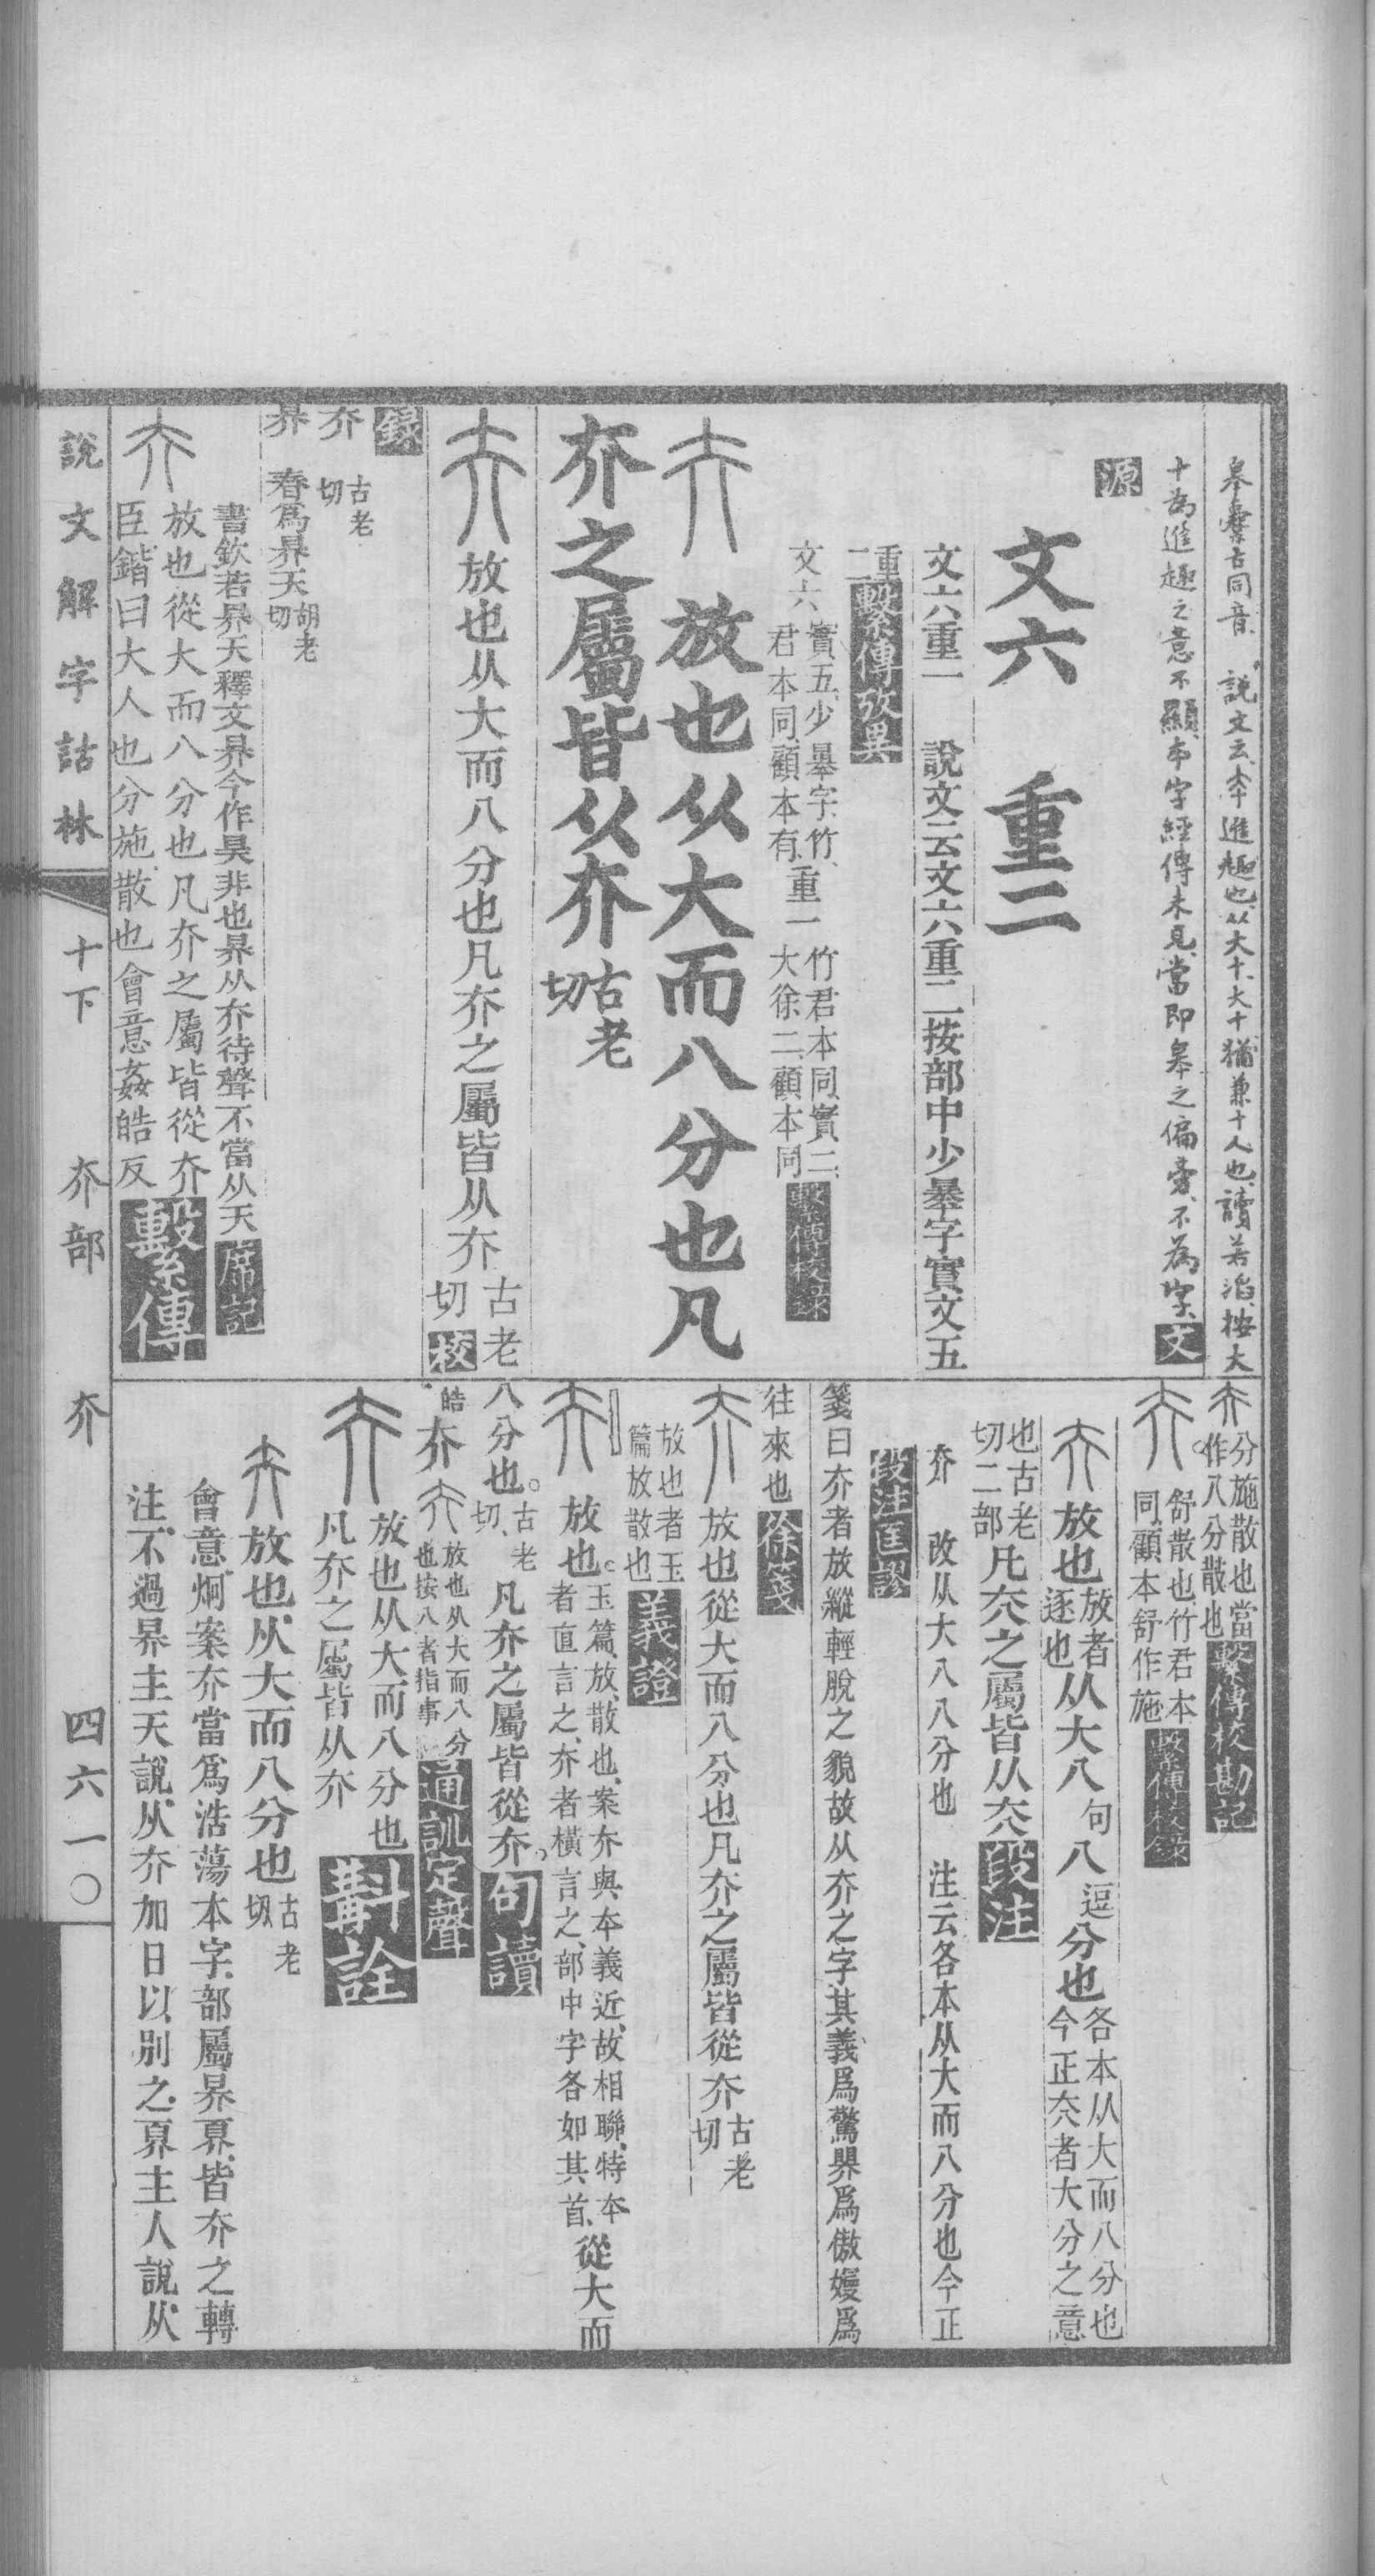 皋櫜古同音、說文云、夲進趣也、从大十、大十猶兼十人也、讀若滔、按大
十為進趣之意不顯、本字經傳未見、當即皋之偏旁、不為字、文
源
文六　重二
文六重一　說文云文六重二按部中少𡙇字實文五
重
二繫傳攷異
文六實五、少𡙇字、竹
君本同、顧本有、重一竹君本同、實二、
大徐二、顧本同繫傳校錄
放也从大而八分也凡
夰之屬皆从夰古老
切
放也从大而八分也凡夰之屬皆从夰古老
切校
錄
夰古老
切
界春爲昦天胡老
切
書欽若昦天釋文昦今作昊非也昦从夰待聲不當从天席記
放也從大而八分也凡夰之屬皆從夰
臣鍇曰大人也分施、散也會意姦皓反繫傳
分施散也當
作八分散也繫傳校勘記
舒散也竹君本
同、顧本舒作施繫傳校錄
放也放者
逐也从大八句八逗分也各本从大而八分也
今正夰者大分之意
也古老
切二部凡夰之屬皆从夰段注
夰　改从大八八分也　注云各本从大而八分也今正
段注匡謬
箋曰夰者放縱輕脫之貌故从夰之字其義爲驚界爲傲嫚爲
往來也徐箋
放也從大而八分也凡夰之屬皆從夰古老
切
放也者玉
篇放散也義證
放也。玉篇、放、散也、案夰與夲義近、故相聯、特夲
者直言之、夰者橫言之、部中字各如其首、從大而
八分也。古老
切、凡夰之屬皆從夰。句讀
皓夰放也从大而八分
也按八者指事通訓定聲
放也从大而八分也
凡夰之屬皆从夰斠詮
放也、从大而八分也古老
切
會意、炯案夰當爲浩蕩本字、部屬昦奡、皆夰之轉
注、不過昦主天說、从夰加日以別之、奡主人說、从
說文解字詁林　十下　夰部　夰　四六一〇